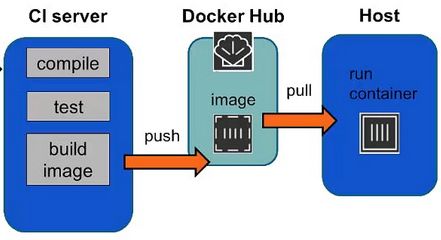 CI server
Docker Hub
Host
compile
test
build
image
push
image
pull
run
container